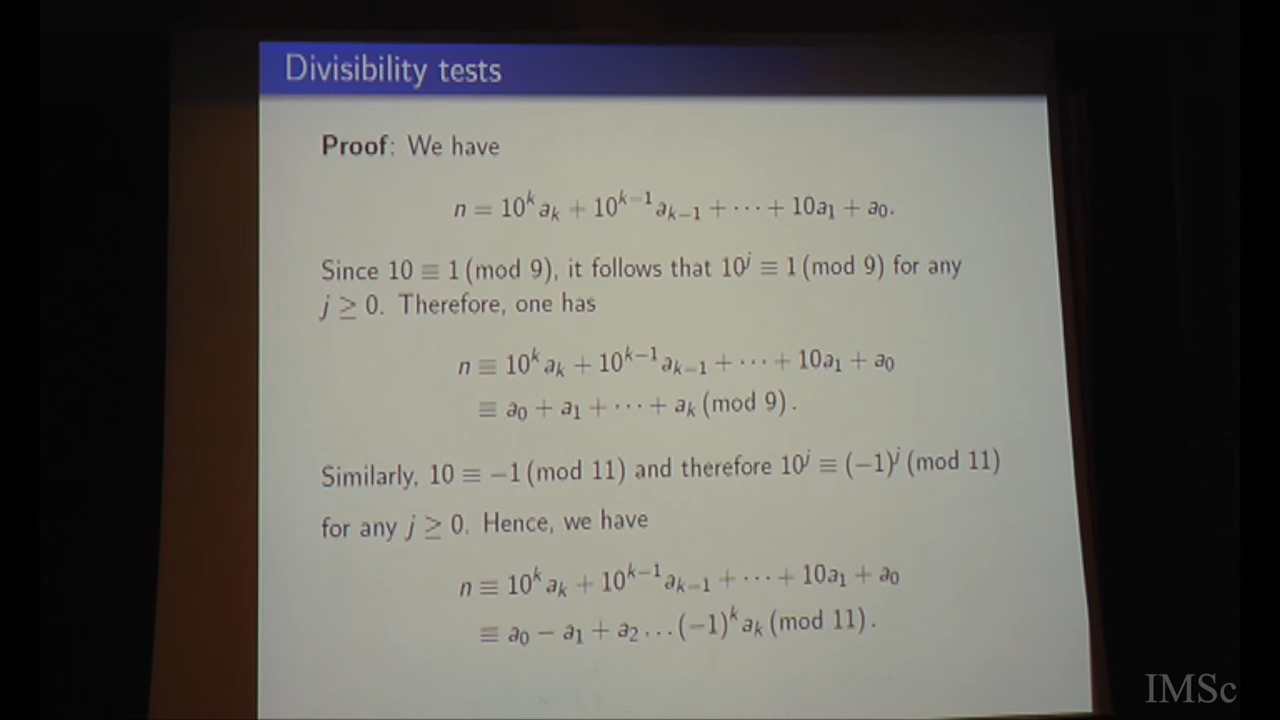 Divisibility tests
Proof: We have
n = 10^k a_k + 10^{k−1} a_{k−1} + ··· + 10a_1 + a_0.
Since 10 ≡ 1 (mod 9), it follows that 10^j ≡ 1 (mod 9) for any
j ≥ 0. Therefore, one has
n ≡ 10^k a_k + 10^{k−1} a_{k−1} + ··· + 10a_1 + a_0
≡ a_0 + a_1 + ··· + a_k (mod 9).
Similarly, 10 ≡ −1 (mod 11) and therefore 10^j ≡ (−1)^j (mod 11)
for any j ≥ 0. Hence, we have
n ≡ 10^k a_k + 10^{k−1} a_{k−1} + ··· + 10a_1 + a_0
≡ a_0 − a_1 + a_2 ... (−1)^k a_k (mod 11).
IMSc